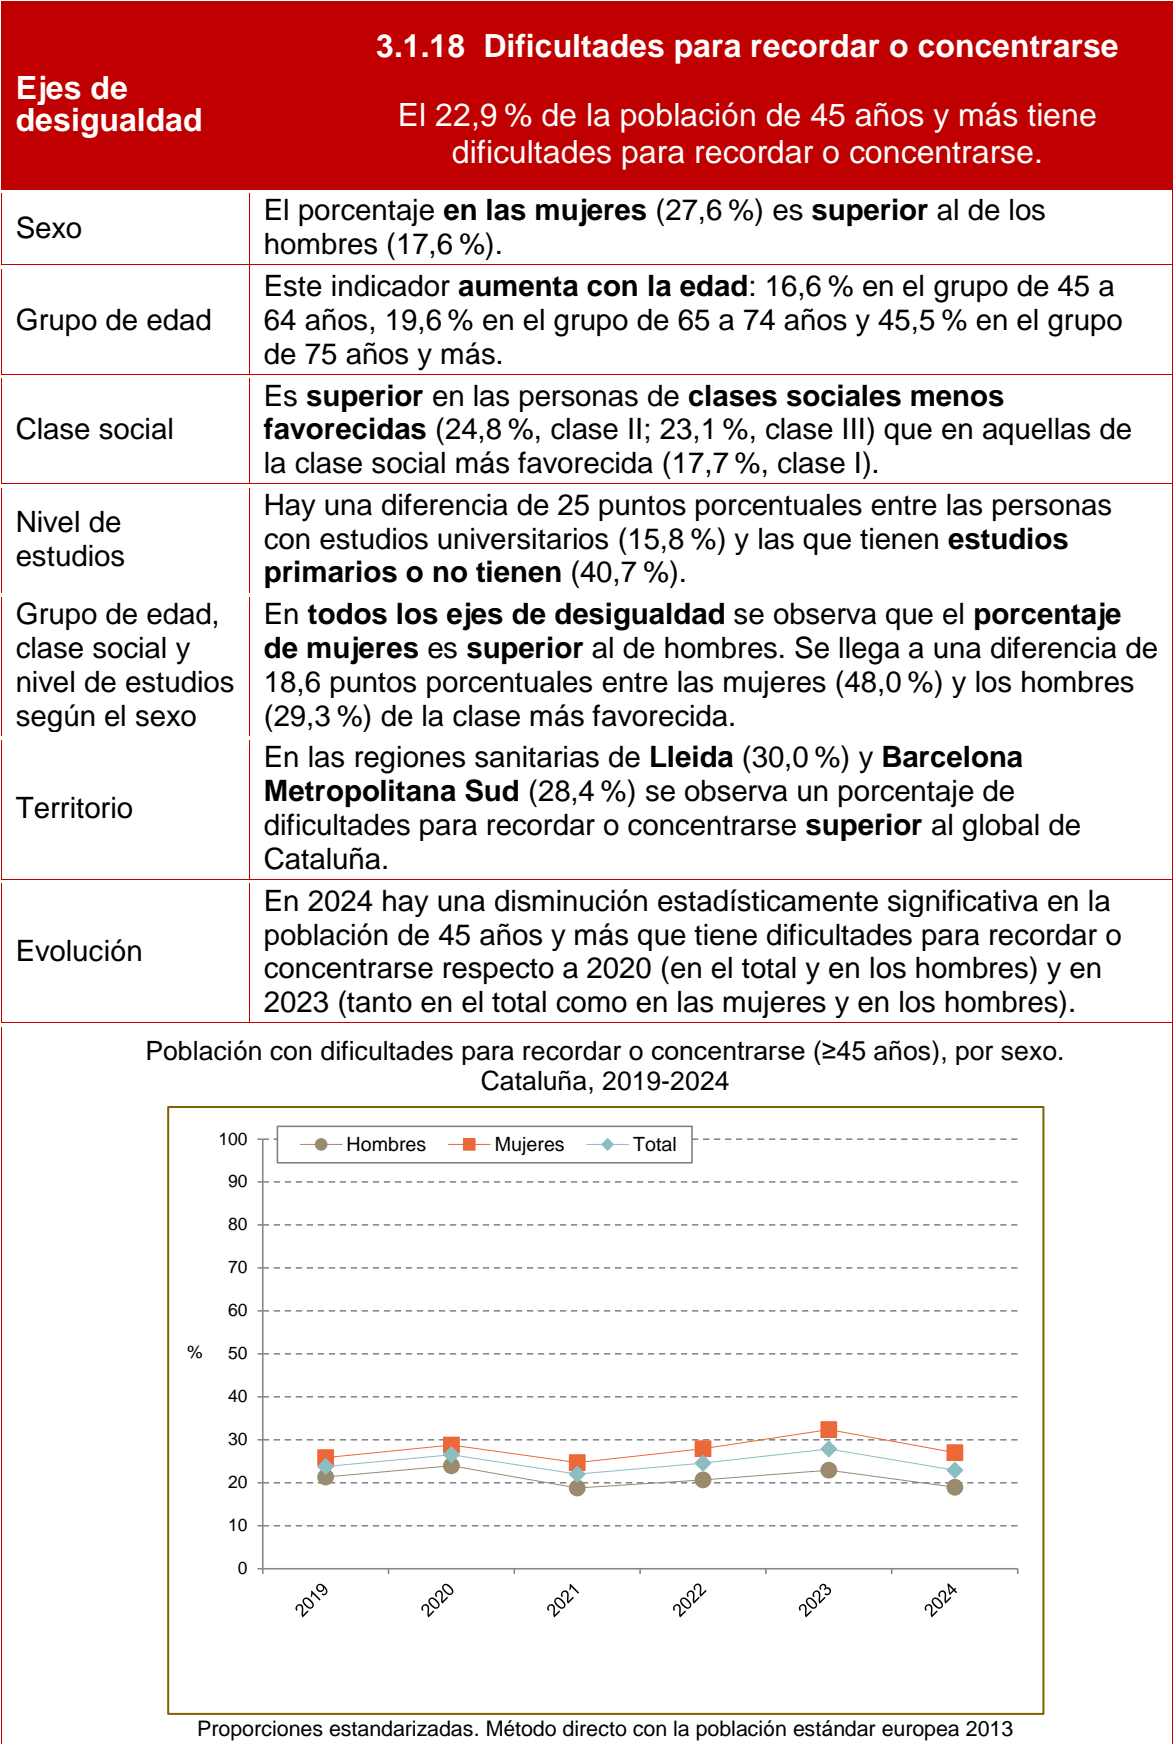 3.1.18 Dificultades para recordar o concentrarse
Ejes de
desigualdad
El 22,9 % de la población de 45 años y más tiene
dificultades para recordar o concentrarse.
Sexo
El porcentaje en las mujeres (27,6 %) es superior al de los
hombres (17,6 %).
Grupo de edad
Este indicador aumenta con la edad: 16,6 % en el grupo de 45 a
64 años, 19,6 % en el grupo de 65 a 74 años y 45,5 % en el grupo
de 75 años y más.
Clase social
Es superior en las personas de clases sociales menos
favorecidas (24,8 %, clase II; 23,1 %, clase III) que en aquellas de
la clase social más favorecida (17,7 %, clase I).
Nivel de
estudios
Hay una diferencia de 25 puntos porcentuales entre las personas
con estudios universitarios (15,8 %) y las que tienen estudios
primarios o no tienen (40,7 %).
Grupo de edad,
clase social y
nivel de estudios
según el sexo
En todos los ejes de desigualdad se observa que el porcentaje
de mujeres es superior al de hombres. Se llega a una diferencia de
18,6 puntos porcentuales entre las mujeres (48,0 %) y los hombres
(29,3 %) de la clase más favorecida.
Territorio
En las regiones sanitarias de Lleida (30,0 %) y Barcelona
Metropolitana Sud (28,4 %) se observa un porcentaje de
dificultades para recordar o concentrarse superior al global de
Cataluña.
Evolución
En 2024 hay una disminución estadísticamente significativa en la
población de 45 años y más que tiene dificultades para recordar o
concentrarse respecto a 2020 (en el total y en los hombres) y en
2023 (tanto en el total como en las mujeres y en los hombres).
Población con dificultades para recordar o concentrarse (≥45 años), por sexo.
Cataluña, 2019-2024
Hombres Mujeres Total
100
90
80
70
60
% 50
40
30
20
10
0
2019 2020 2021 2022 2023 2024
Proporciones estandarizadas. Método directo con la población estándar europea 2013